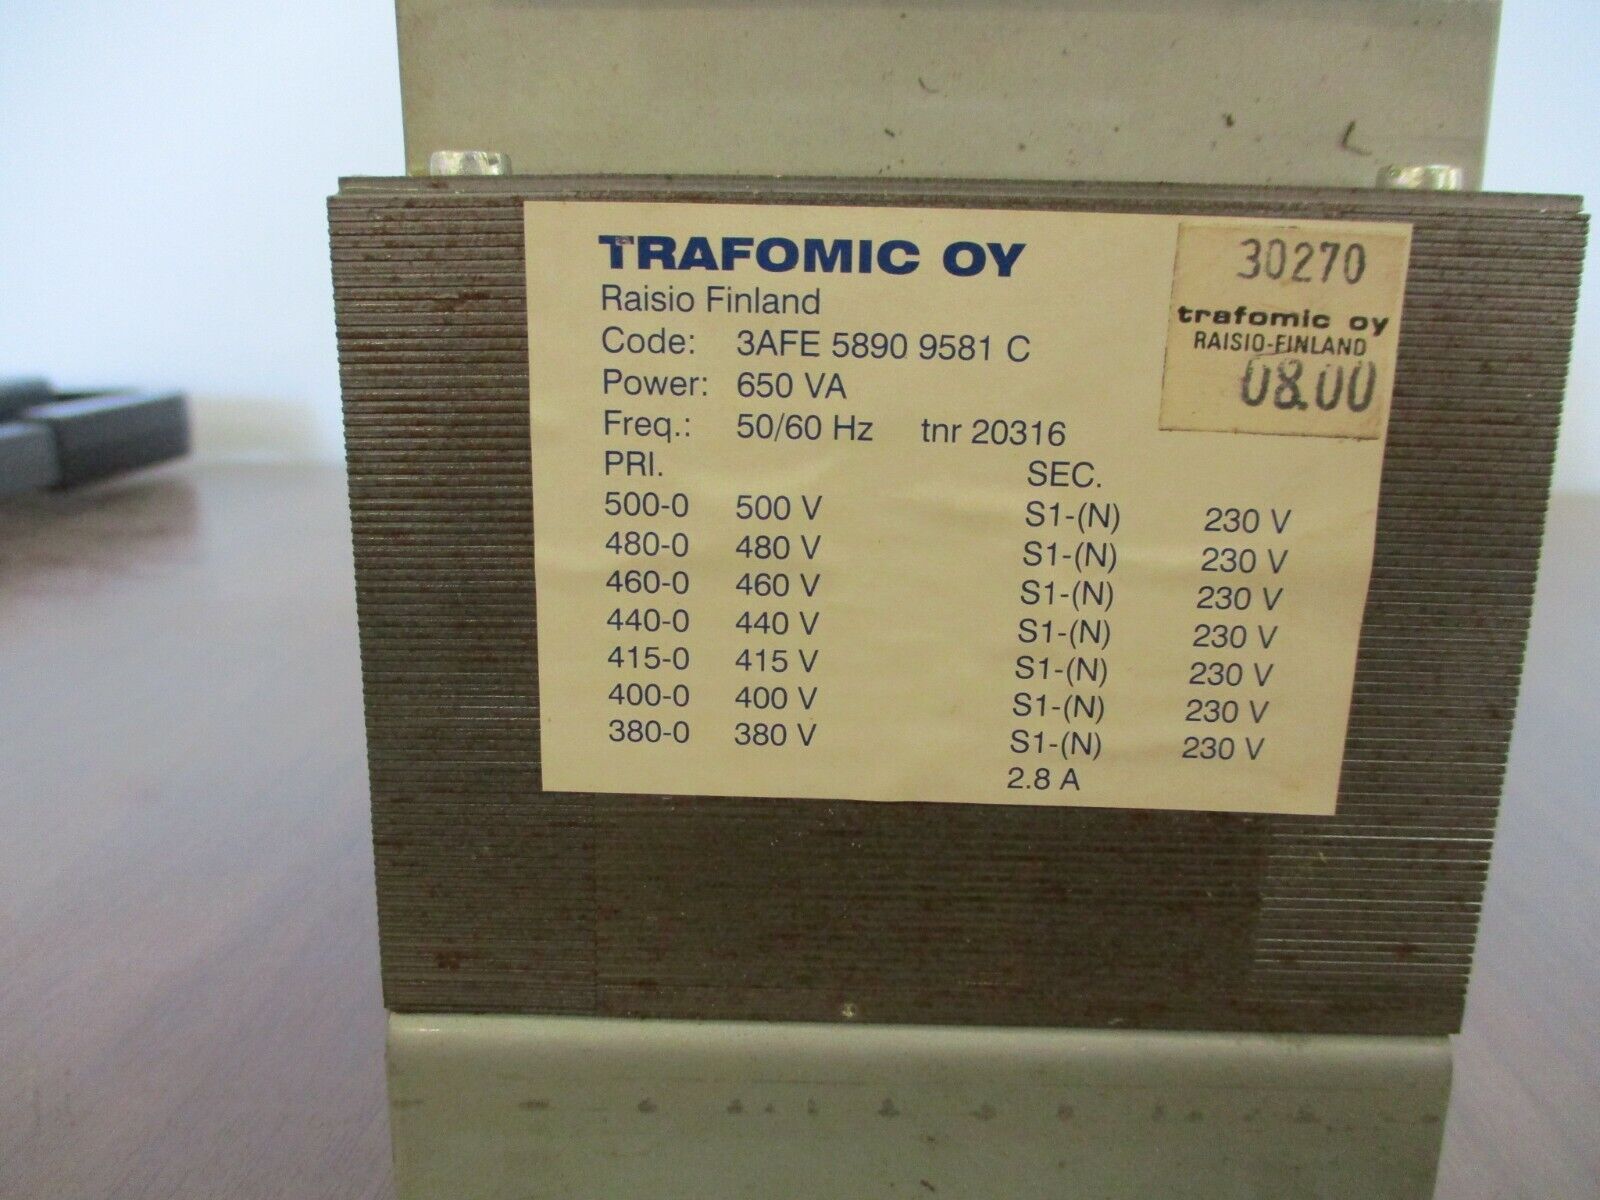 TRAFOMIC OY
Raisio Finland
Code: 3AFE 5890 9581 C
Power: 650 VA
Freq.: 50/60 Hz tnr 20316
30270
trafomic oy
RAISIO-FINLAND
08.00
PRI. SEC.
500-0 500 V S1-(N) 230 V
480-0 480 V S1-(N) 230 V
460-0 460 V S1-(N) 230 V
440-0 440 V S1-(N) 230 V
415-0 415 V S1-(N) 230 V
400-0 400 V S1-(N) 230 V
380-0 380 V S1-(N) 230 V
2.8 A